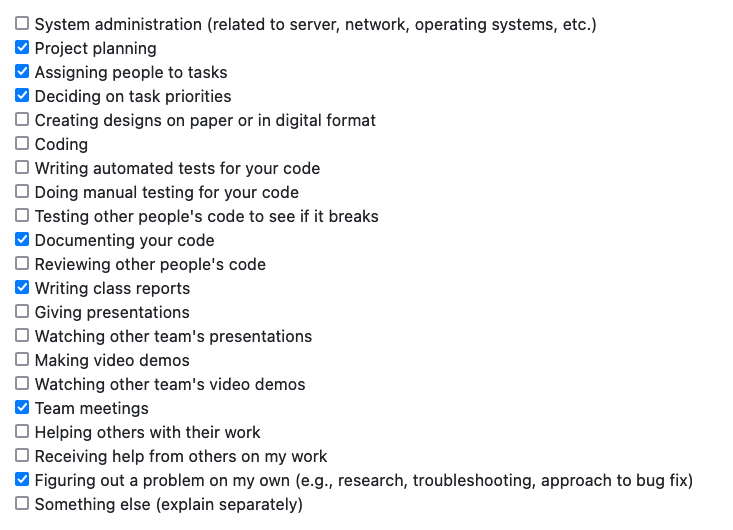 System administration (related to server, network, operating systems, etc.)
Project planning
Assigning people to tasks
Deciding on task priorities
Creating designs on paper or in digital format
Coding
Writing automated tests for your code
Doing manual testing for your code
Testing other people's code to see if it breaks
Documenting your code
Reviewing other people's code
Writing class reports
Giving presentations
Watching other team's presentations
Making video demos
Watching other team's video demos
Team meetings
Helping others with their work
Receiving help from others on my work
Figuring out a problem on my own (e.g., research, troubleshooting, approach to bug fix)
Something else (explain separately)